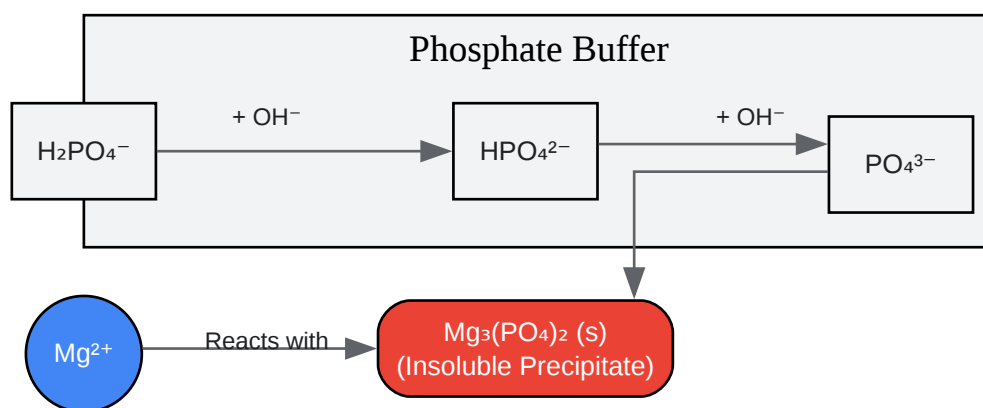 Phosphate Buffer
+ OH⁻
+ OH⁻
H₂PO₄⁻
HPO₄²⁻
PO₄³⁻
Mg²⁺
Reacts with
Mg₃(PO₄)₂ (s)
(Insoluble Precipitate)